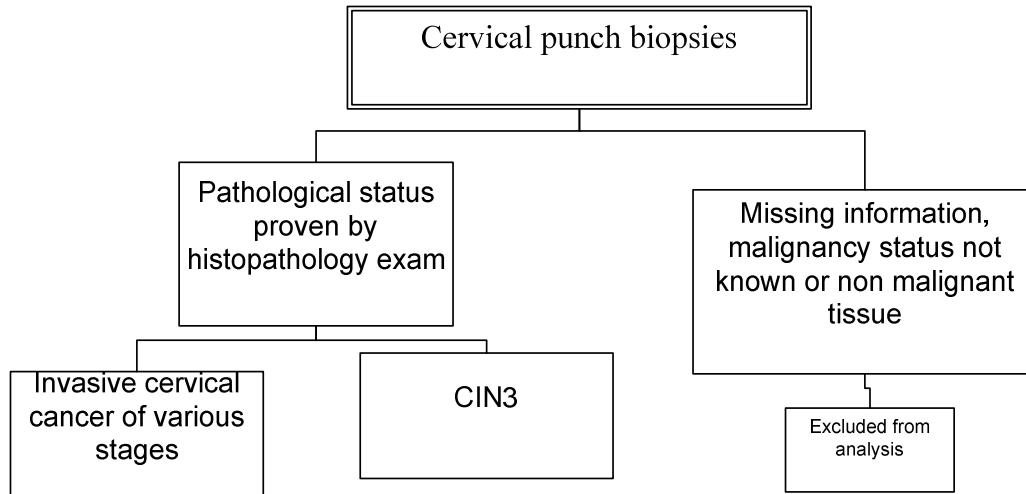 Cervical punch biopsies
Pathological status
proven by
histopathology exam
Missing information,
malignancy status not
known or non malignant
tissue
Invasive cervical
cancer of various
stages
CIN3
Excluded from
analysis